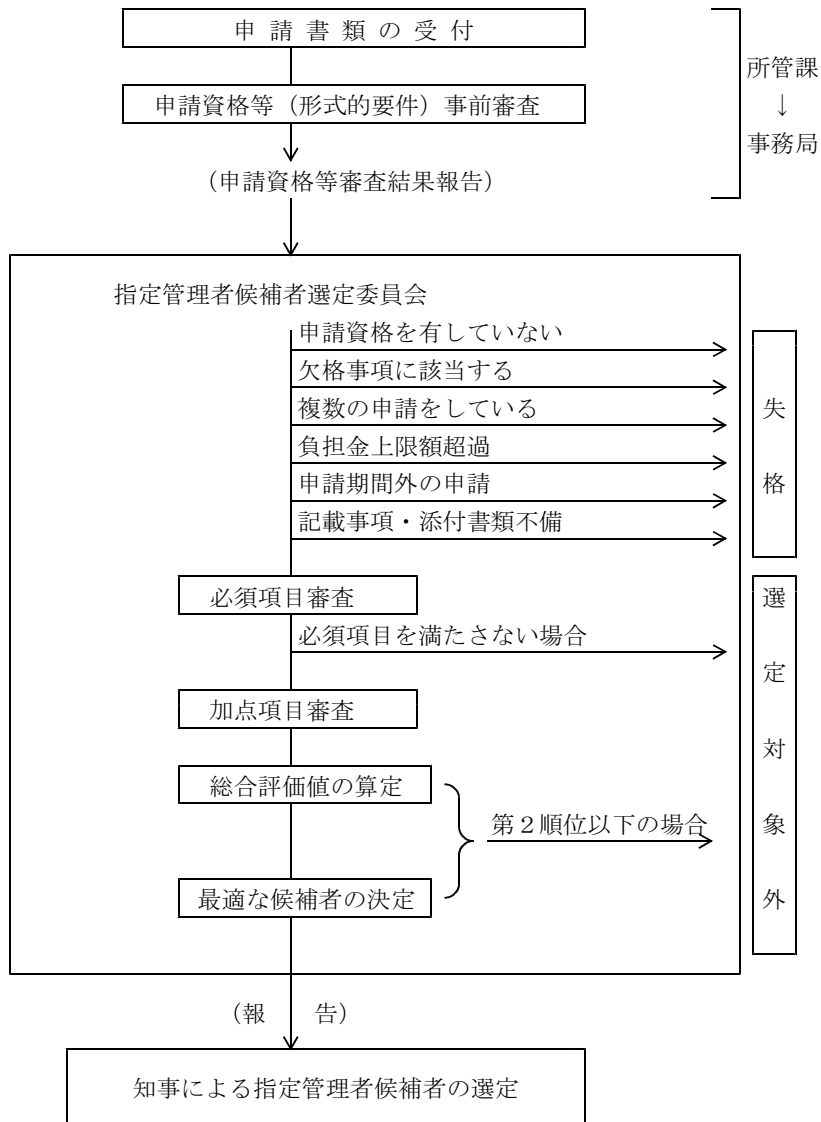 申請書類の受付
所管課
申請資格等（形式的要件）事前審査
↓
事務局
（申請資格等審査結果報告）
指定管理者候補者選定委員会
申請資格を有していない
欠格事項に該当する
複数の申請をしている
負担金上限額超過
申請期間外の申請
記載事項・添付書類不備
失格
必須項目審査
必須項目を満たさない場合
加点項目審査
総合評価値の算定
第２順位以下の場合
最適な候補者の決定
選定対象外
（報　告）
知事による指定管理者候補者の選定